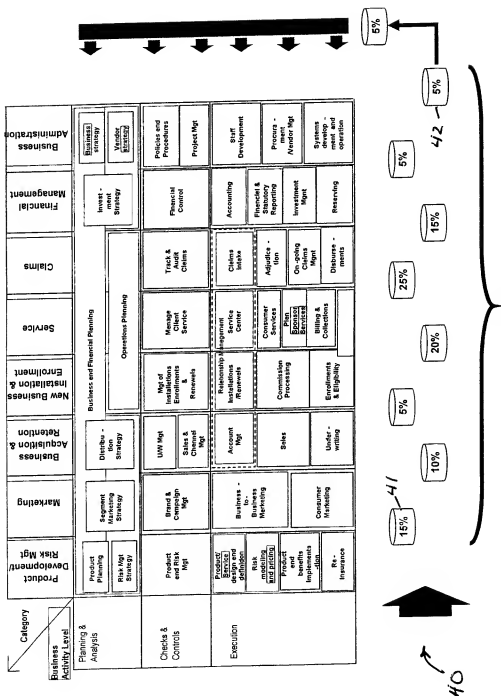 Category
Business
Activity Level
Product
Development/
Risk Mgt
Marketing
Business
Acquisition &
Retention
New Business
Installation &
Enrollment
Service
Claims
Financial
Management
Business
Administration
Planning &
Analysis
Product
Planning
Risk Mgt
Strategy
Segment
Marketing
Strategy
Distribu-
tion
Strategy
Business and Financial Planning
Operations Planning
Invest-
ment
Strategy
Business
strategy
Vendor
strategy
Checks &
Controls
Product
and Risk
Mgt
Brand &
Campaign
Mgt
U/W Mgt
Sales &
Channel
Mgt
Mgt of
Installations
Enrollments
&
Renewals
Manage
Client
Service
Track &
Audit
Claims
Financial
Control
Policies and
Procedures
Project Mgt
Execution
Product/
Service
design and
definition
Risk
modeling
and pricing
Product
and
benefits
Implementa
-tion
Re-
Insurance
Business
-to-
Business
Marketing
Consumer
Marketing
Account
Mgt
Sales
Under-
writing
Relationship Management
Installations
/Renewals
Commission
Processing
Enrollments
& Eligibility
Service
Center
Consumer
Services
Plan
Sponsor
Services
Billing &
Collections
Claims
Intake
Adjudica-
tion
On-going
Claims
Mgnt
Disburse-
ments
Accounting
Financial &
Statutory
Reporting
Investment
Mgnt
Reserving
Staff
Development
Procure-
ment
/Vendor Mgt
Systems
develop-
ment and
operation
40
41
15%
10%
5%
20%
25%
15%
5%
5%
42
5%